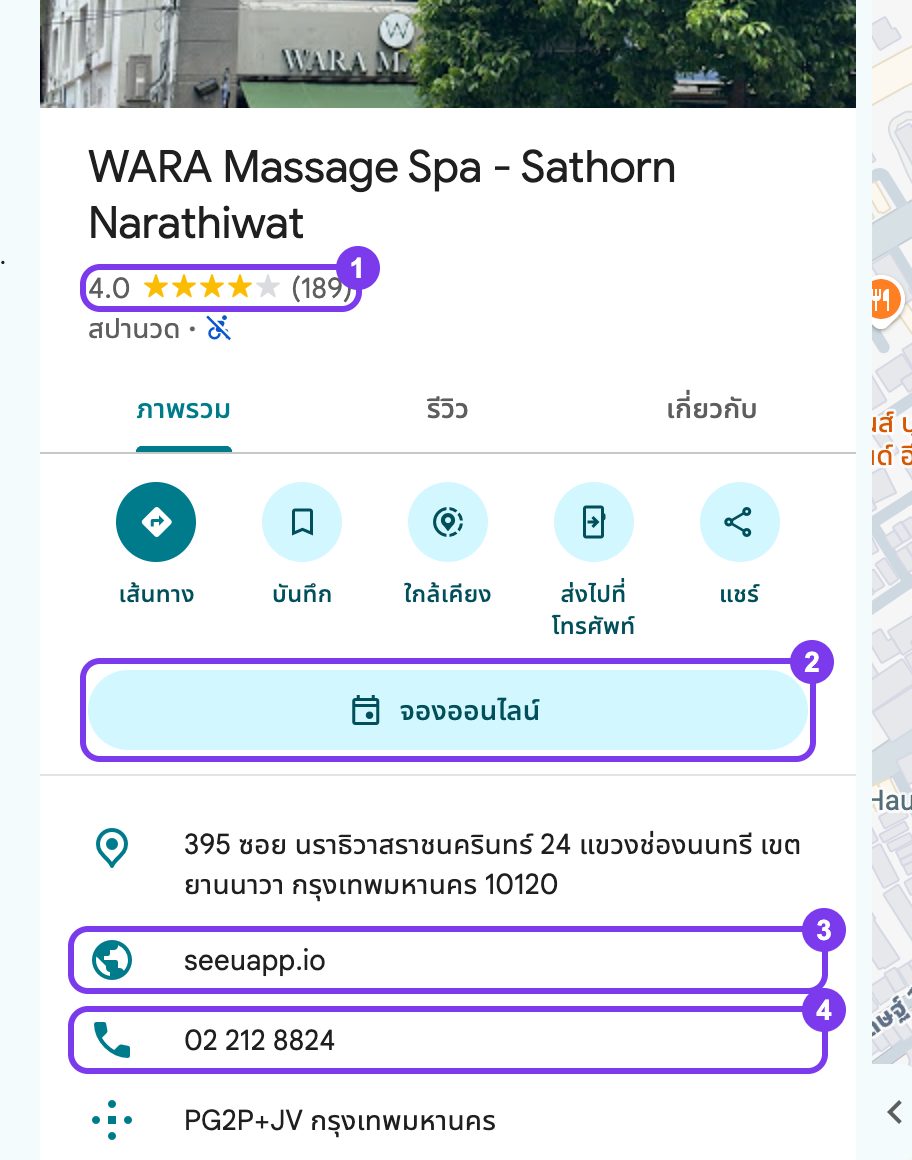 W
WARA MA
WARA Massage Spa - Sathorn
Narathiwat
4.0 (189)
1
สปานวด ·
ภาพรวม รีวิว เกี่ยวกับ
เส้นทาง บันทึก ใกล้เคียง ส่งไปที่ แชร์
โทรศัพท์
2
จองออนไลน์
395 ซอย นราธิวาสราชนครินทร์ 24 แขวงช่องนนทรี เขต
ยานนาวา กรุงเทพมหานคร 10120
3
seeuapp.io
4
02 212 8824
PG2P+JV กรุงเทพมหานคร